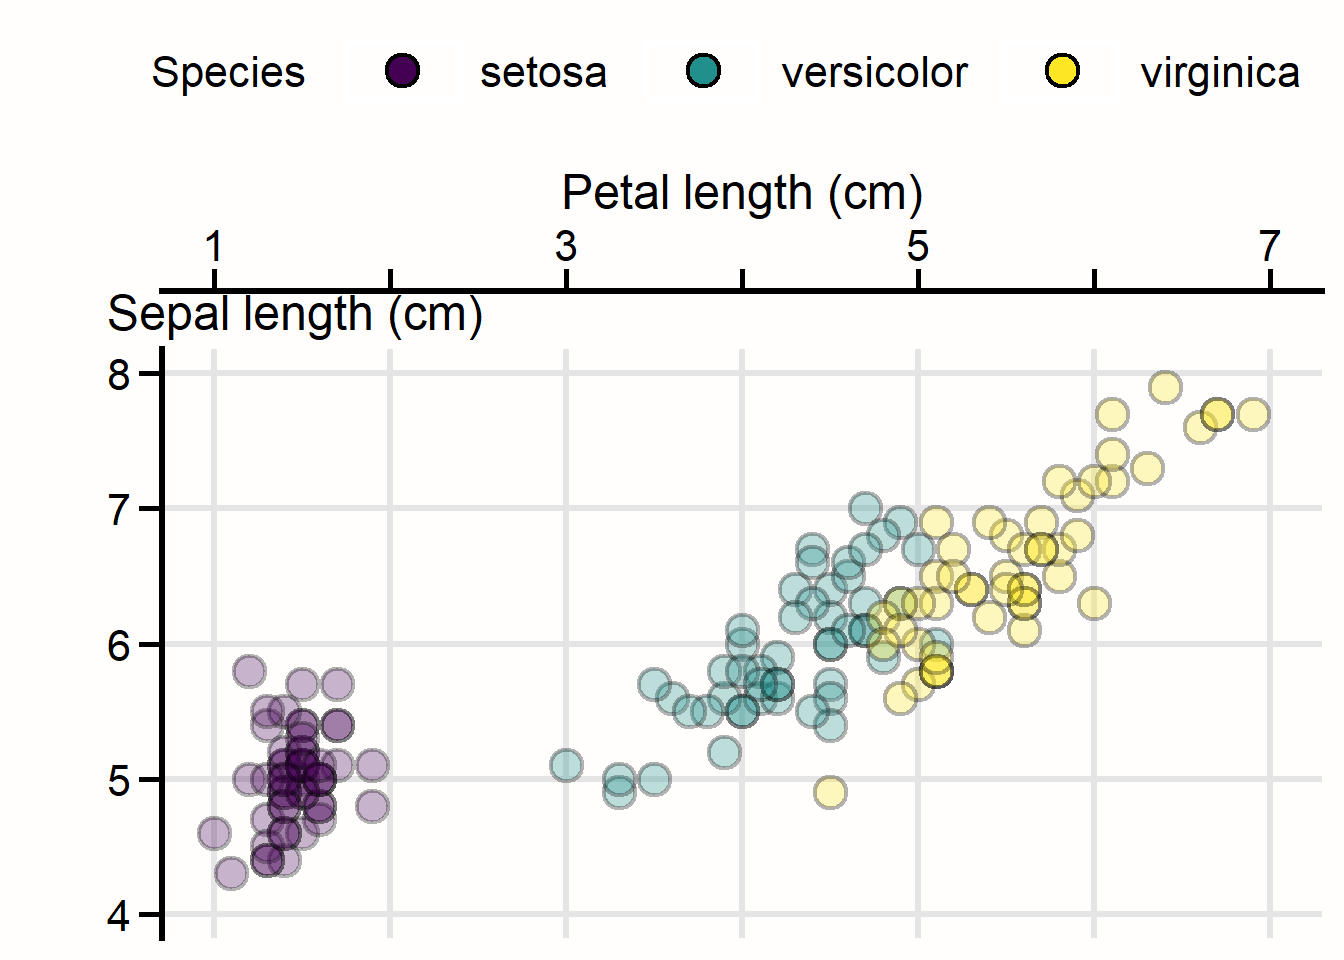 Species setosa versicolor virginica
Petal length (cm)
1 3 5 7
Sepal length (cm)
8
7
6
5
4